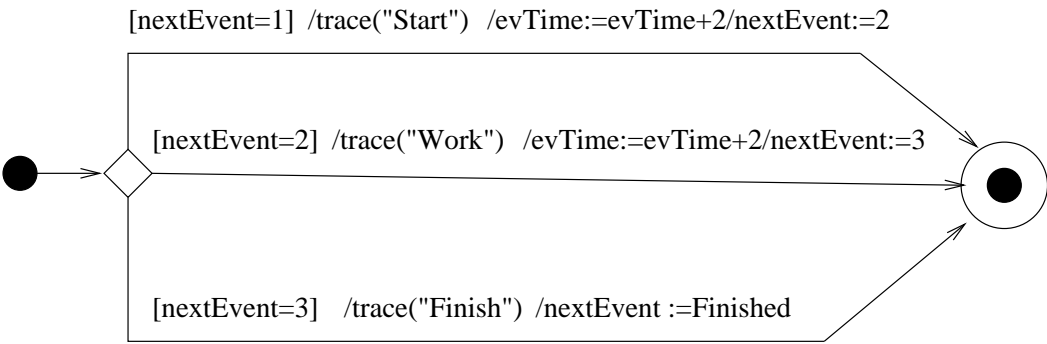 [nextEvent=1] /trace("Start") /evTime:=evTime+2/nextEvent:=2
[nextEvent=2] /trace("Work") /evTime:=evTime+2/nextEvent:=3
[nextEvent=3] /trace("Finish") /nextEvent :=Finished